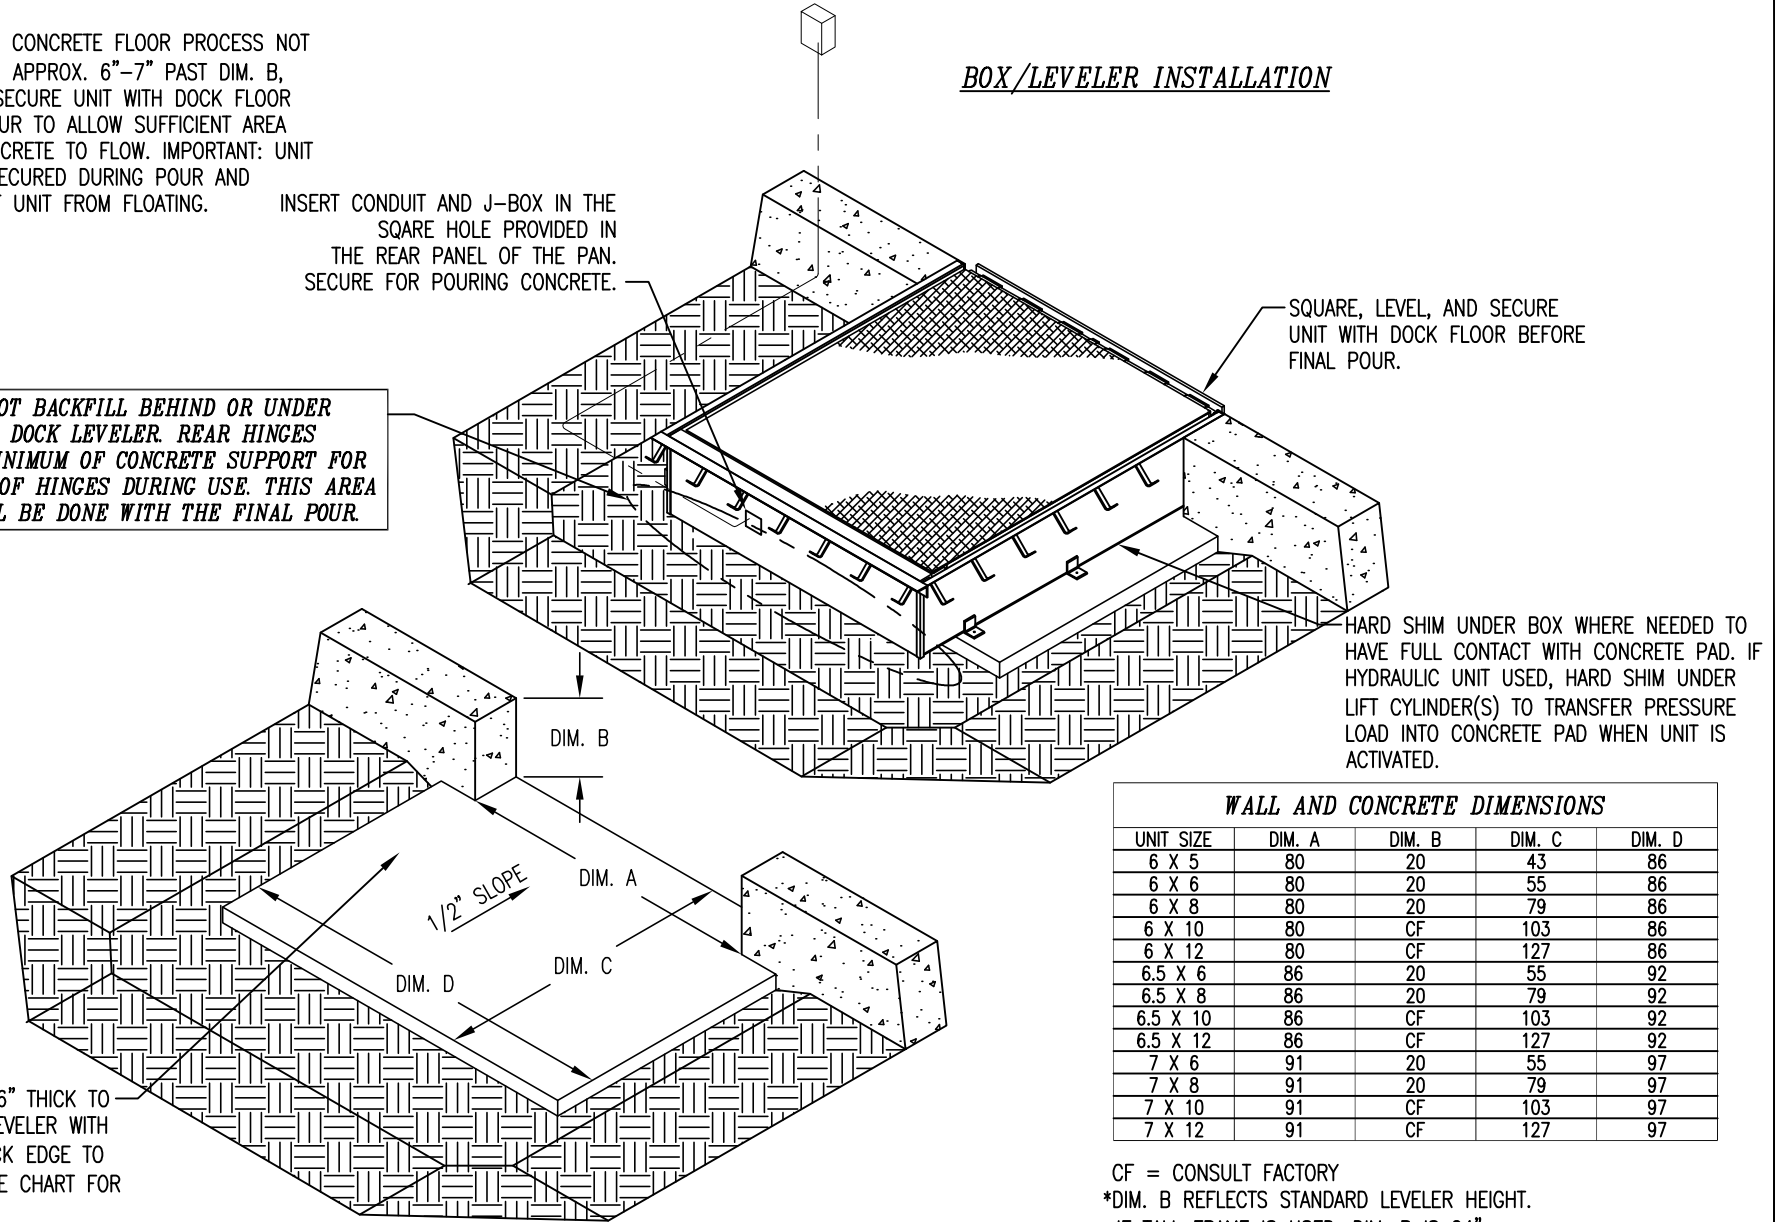 CONCRETE FLOOR PROCESS NOT
APPROX. 6"-7" PAST DIM. B,
SECURE UNIT WITH DOCK FLOOR
TO ALLOW SUFFICIENT AREA
TO FLOW. IMPORTANT: UNIT
DURING POUR AND
UNIT FROM FLOATING.
BOX/LEVELER INSTALLATION
INSERT CONDUIT AND J-BOX IN THE
SQARE HOLE PROVIDED IN
THE REAR PANEL OF THE PAN.
SECURE FOR POURING CONCRETE.
SQUARE, LEVEL, AND SECURE
UNIT WITH DOCK FLOOR BEFORE
FINAL POUR.
BACKFILL BEHIND OR UNDER
DOCK LEVELER. REAR HINGES
OF CONCRETE SUPPORT FOR
OF HINGES DURING USE. THIS AREA
BE DONE WITH THE FINAL POUR.
HARD SHIM UNDER BOX WHERE NEEDED TO
HAVE FULL CONTACT WITH CONCRETE PAD. IF
HYDRAULIC UNIT USED, HARD SHIM UNDER
LIFT CYLINDER(S) TO TRANSFER PRESSURE
LOAD INTO CONCRETE PAD WHEN UNIT IS
ACTIVATED.
DIM. B
DIM. A
1/2" SLOPE
DIM. C
DIM. D
6" THICK TO
WITH
EDGE TO
CHART FOR
WALL AND CONCRETE DIMENSIONS
UNIT SIZE DIM. A DIM. B DIM. C DIM. D
6 X 5 80 20 43 86
6 X 6 80 20 55 86
6 X 8 80 20 79 86
6 X 10 80 CF 103 86
6 X 12 80 CF 127 86
6.5 X 6 86 20 55 92
6.5 X 8 86 20 79 92
6.5 X 10 86 CF 103 92
6.5 X 12 86 CF 127 92
7 X 6 91 20 55 97
7 X 8 91 20 79 97
7 X 10 91 CF 103 97
7 X 12 91 CF 127 97
CF = CONSULT FACTORY
*DIM. B REFLECTS STANDARD LEVELER HEIGHT.